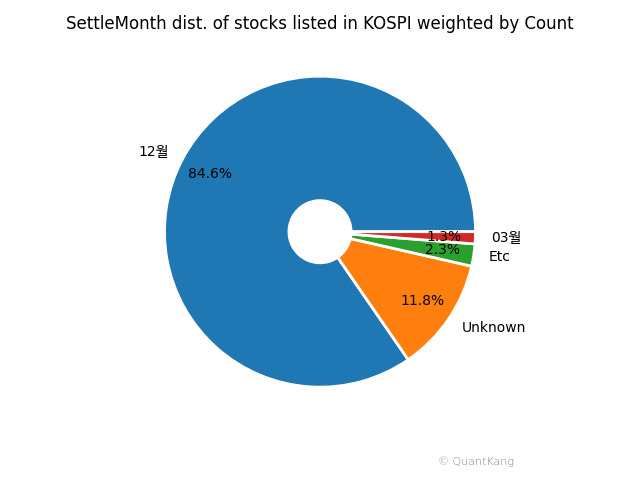 SettleMonth dist. of stocks listed in KOSPI weighted by Count
12월
84.6%
1.3%
03월
2.3%
Etc
11.8%
Unknown
© QuantKang